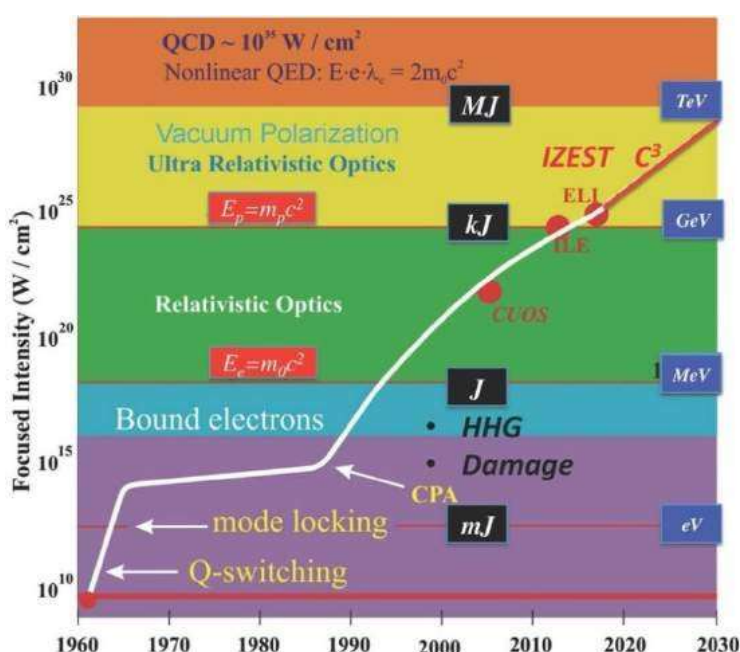 QCD ~ 10³⁵ W / cm²
Nonlinear QED: E·e·λc = 2m₀c²
10³⁰
MJ
TeV
Vacuum Polarization
Ultra Relativistic Optics
IZEST C³
ELI
10²⁵
Eₚ=mₚc²
kJ
GeV
ILE
Focused Intensity (W / cm²)
Relativistic Optics
CUOS
10²⁰
Eₑ=m₀c²
1
MeV
J
Bound electrons
• HHG
10¹⁵
• Damage
CPA
mode locking
mJ
eV
Q-switching
10¹⁰
1960 1970 1980 1990 2000 2010 2020 2030